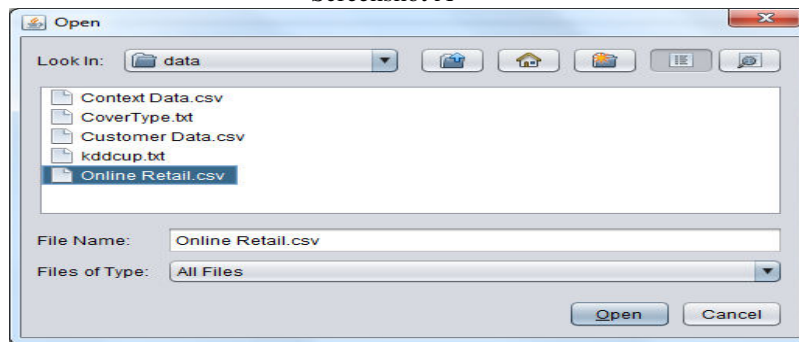 Open
Look In: data
Context Data.csv
CoverType.txt
Customer Data.csv
kddcup.txt
Online Retail.csv
File Name: Online Retail.csv
Files of Type: All Files
Open Cancel